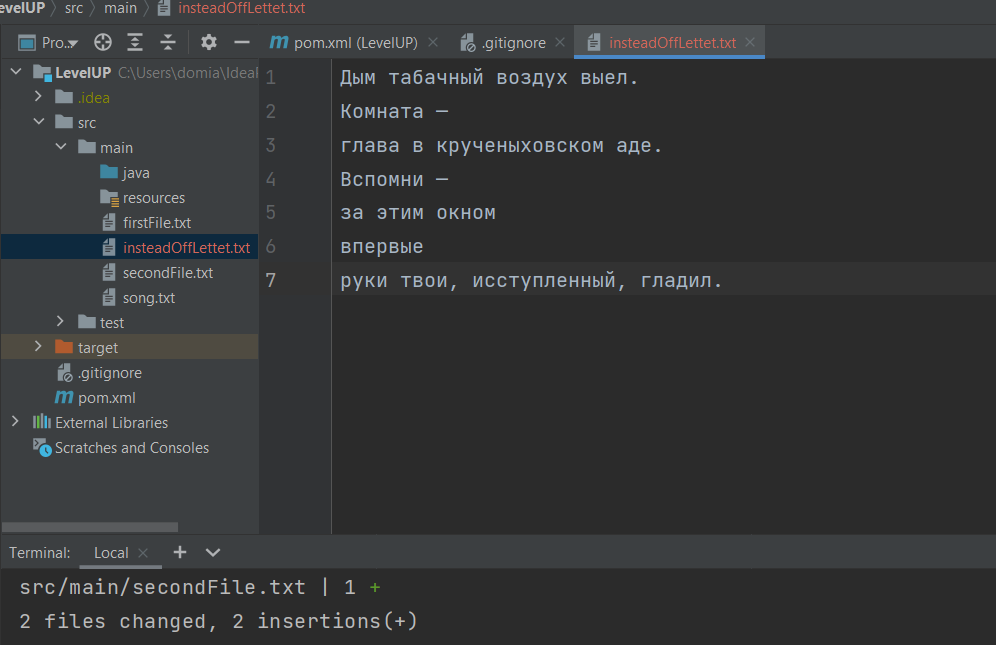 evelUP src main insteadOffLettet.txt
Pro.. pom.xml (LevelUP) .gitignore insteadOffLettet.txt
LevelUP C:\Users\domia\Ideal
.idea
src
main
java
resources
firstFile.txt
insteadOffLettet.txt
secondFile.txt
song.txt
test
target
.gitignore
pom.xml
External Libraries
Scratches and Consoles
1 Дым табачный воздух выел.
2 Комната —
3 глава в крученыховском аде.
4 Вспомни —
5 за этим окном
6 впервые
7 руки твои, исступленный, гладил.
Terminal: Local
src/main/secondFile.txt | 1 +
2 files changed, 2 insertions(+)